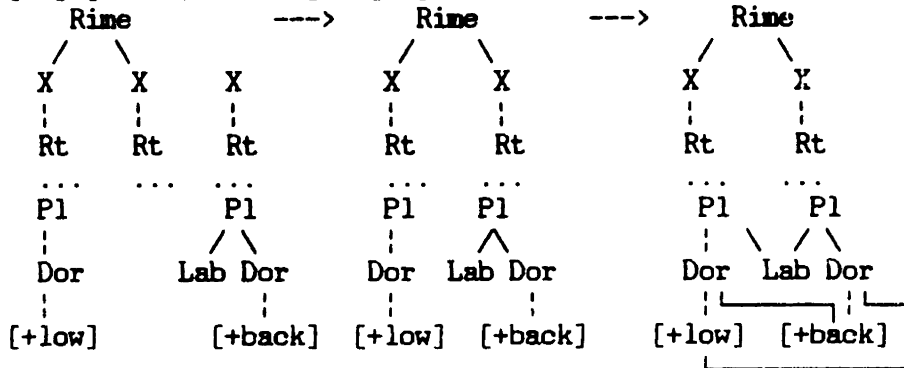 Rime ---> Rime ---> Rime
X X X X X X X
Rt Rt Rt Rt Rt Rt Rt
... ... ... ... ... ... ...
Pl Pl Pl Pl Pl Pl
Dor Lab Dor Dor Lab Dor Dor Lab Dor
[+low] [+back] [+low] [+back] [+low] [+back]